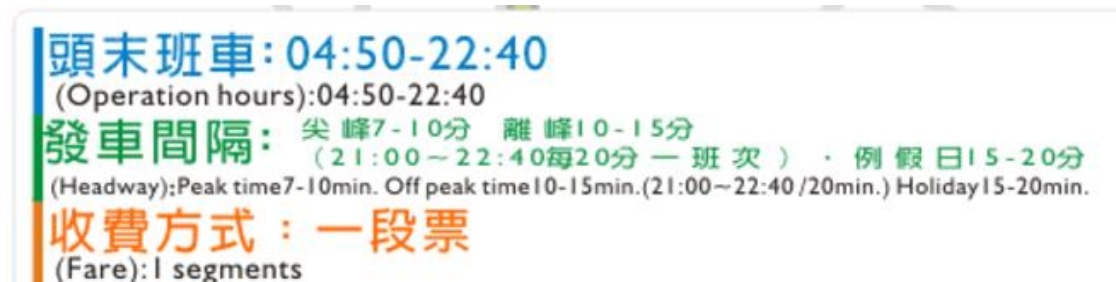 頭末班車：04:50-22:40
(Operation hours):04:50-22:40
發車間隔： 尖峰7-10分 離峰10-15分
（21:00～22:40每20分一班次）‧例假日15-20分
(Headway):Peak time7-10min. Off peak time10-15min.(21:00～22:40/20min.) Holiday15-20min.
收費方式：一段票
(Fare):1 segments